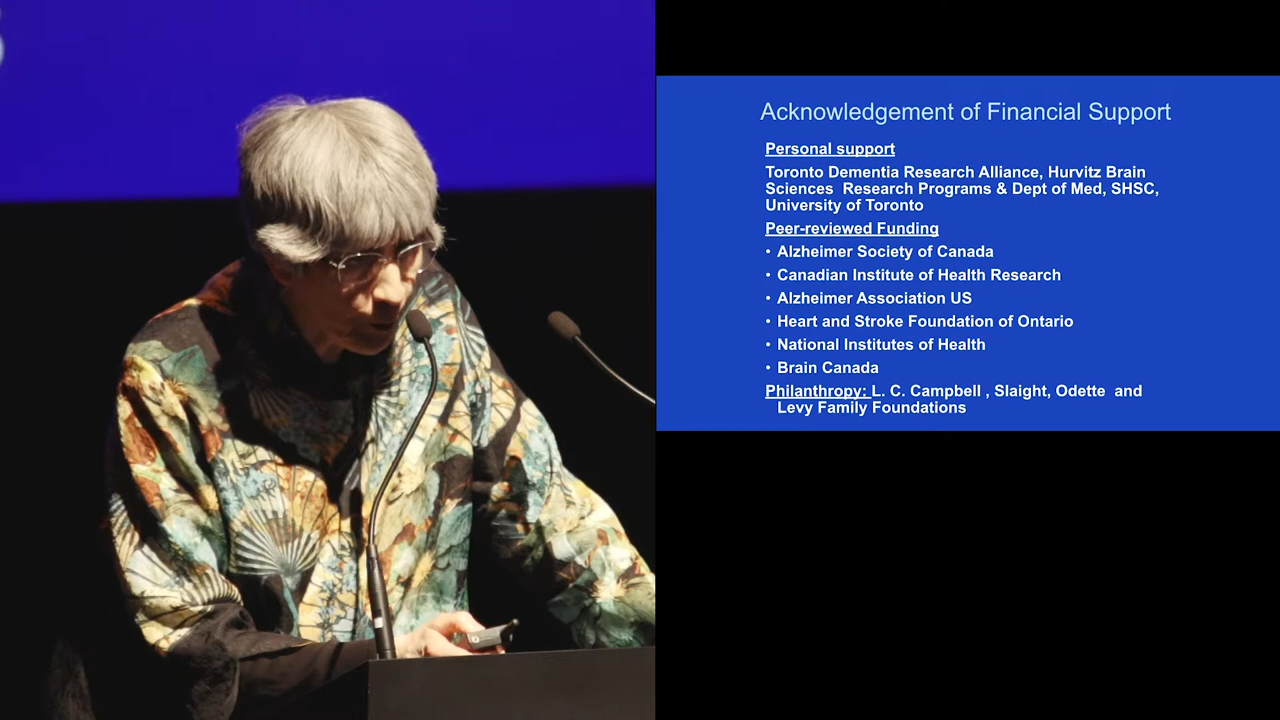 Acknowledgement of Financial Support
Personal support
Toronto Dementia Research Alliance, Hurvitz Brain
Sciences Research Programs & Dept of Med, SHSC,
University of Toronto
Peer-reviewed Funding
• Alzheimer Society of Canada
• Canadian Institute of Health Research
• Alzheimer Association US
• Heart and Stroke Foundation of Ontario
• National Institutes of Health
• Brain Canada
Philanthropy: L. C. Campbell , Slaight, Odette and
Levy Family Foundations